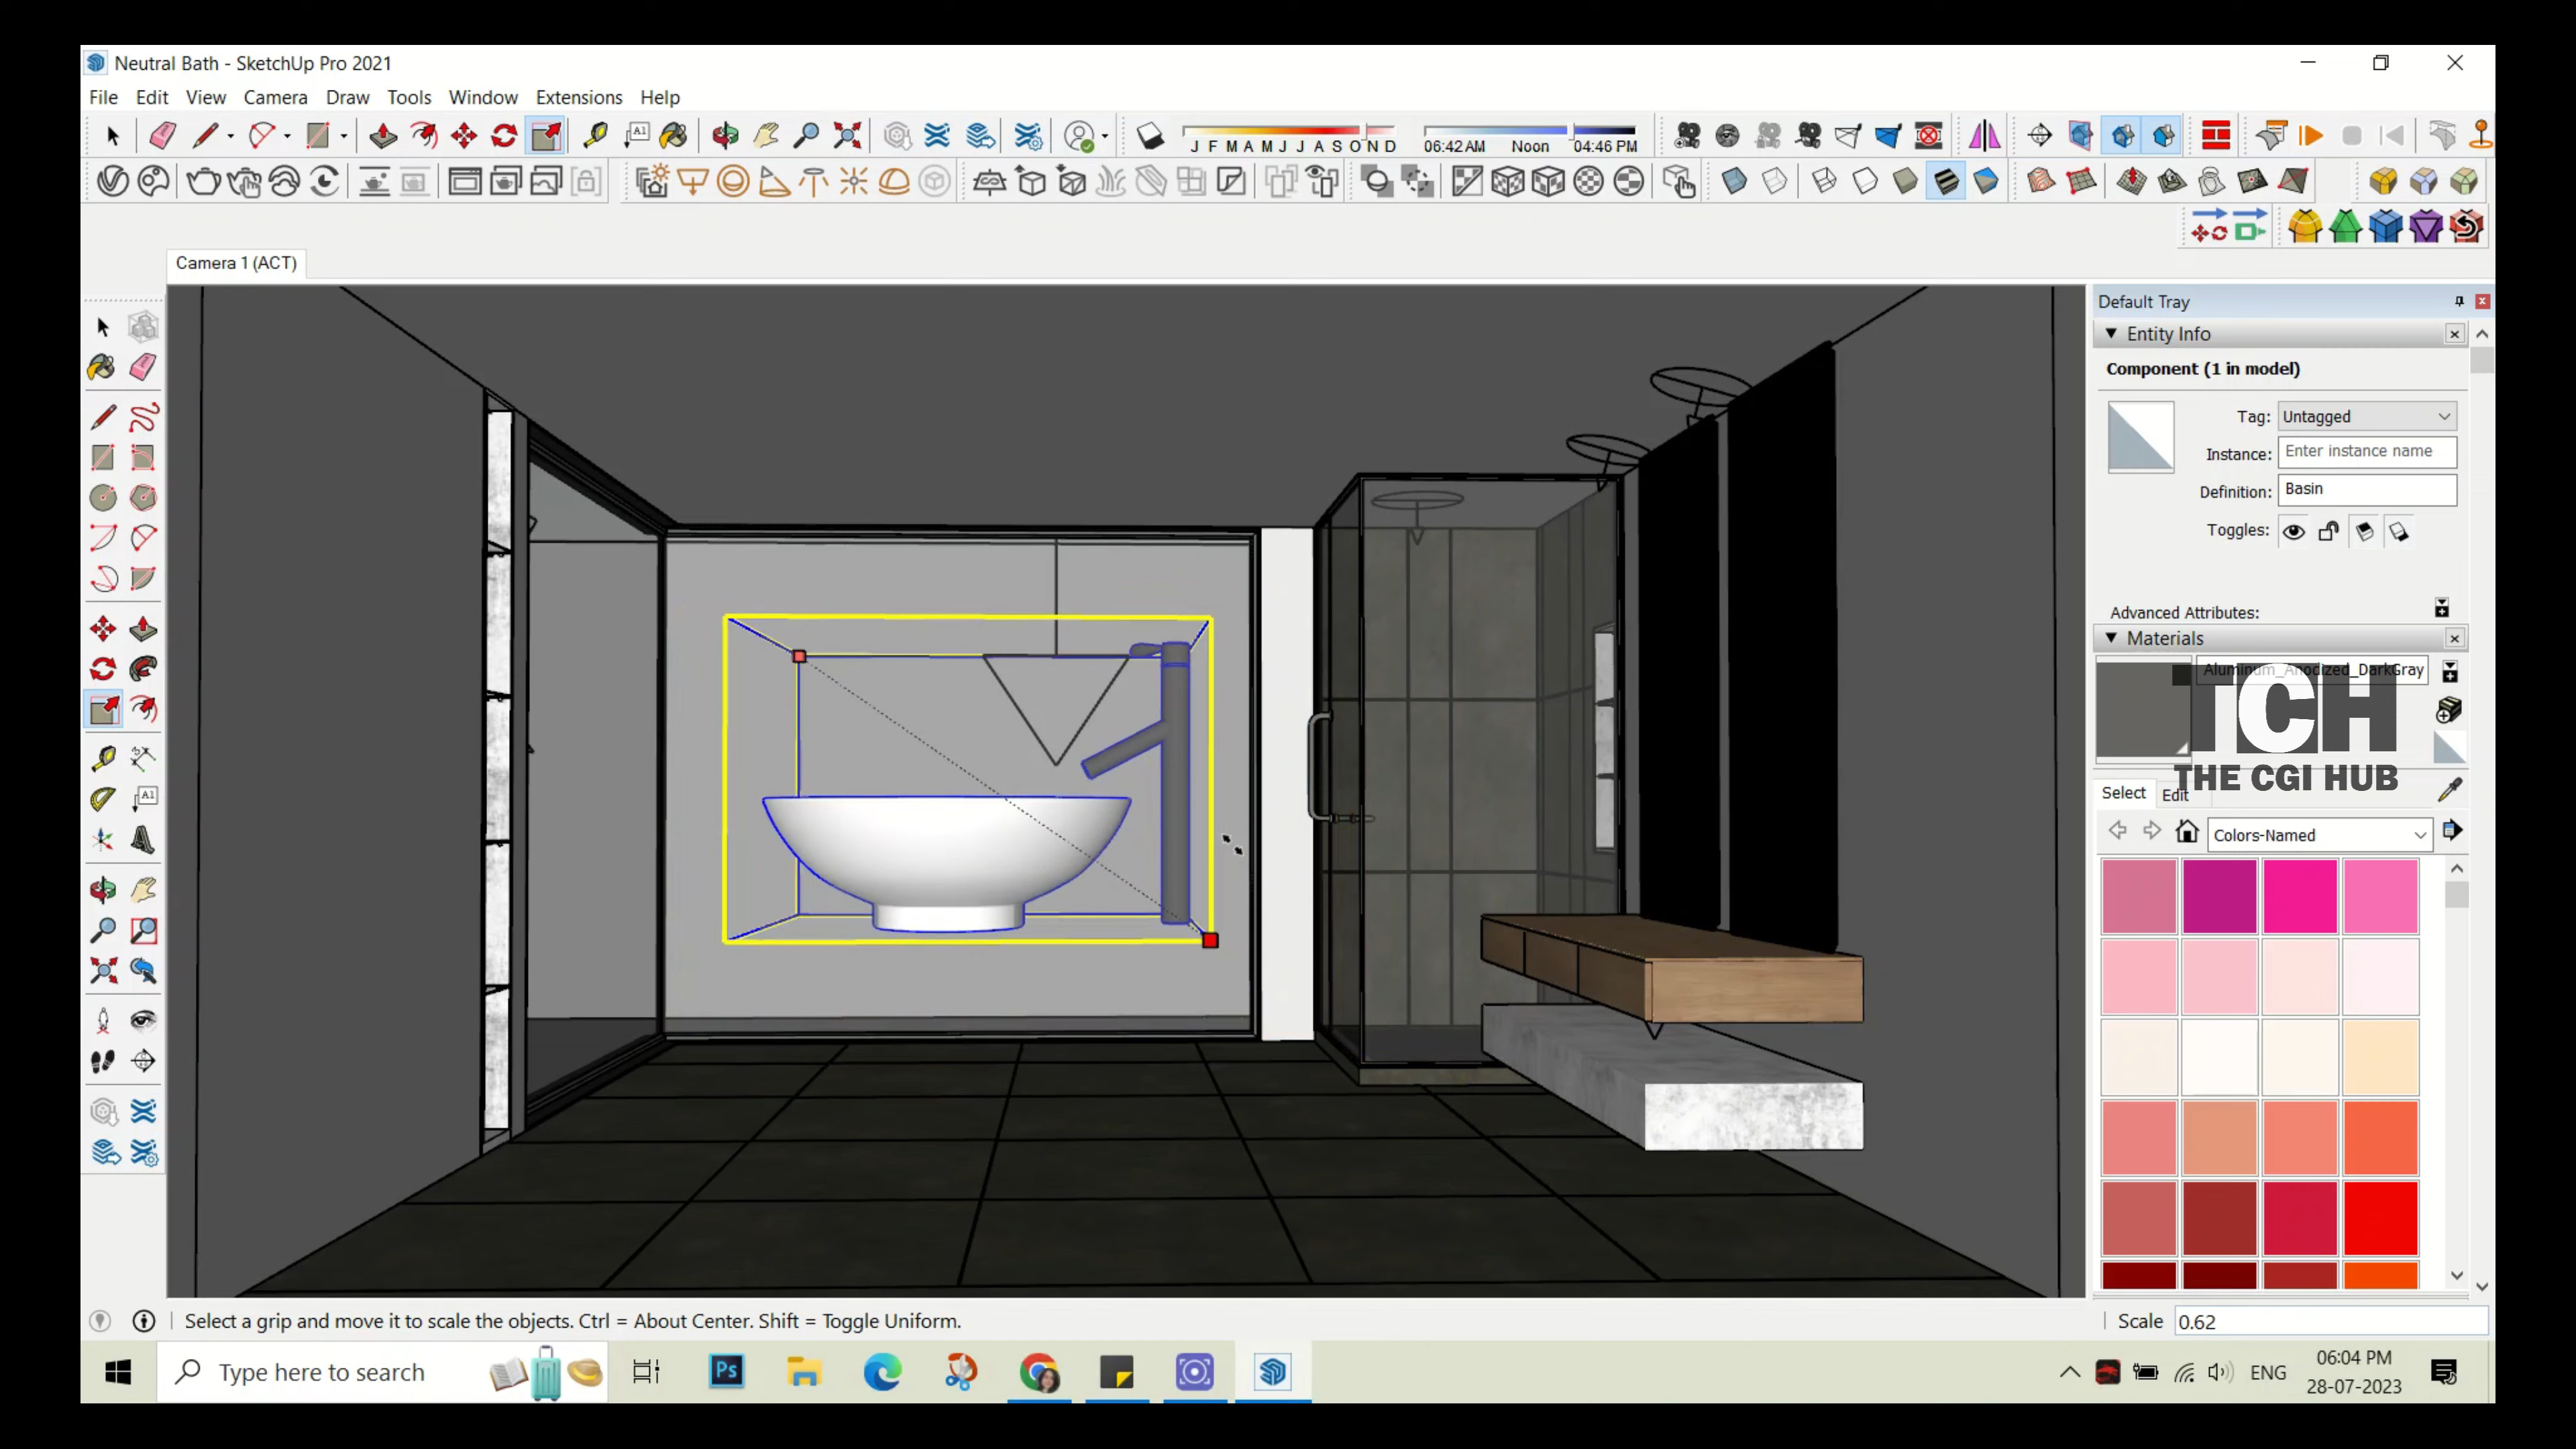 Neutral Bath - SketchUp Pro 2021
File Edit View Camera Draw Tools Window Extensions Help
A1
J F M A M J J A S O N D
06:42 AM Noon 04:46 PM
Camera 1 (ACT)
Default Tray
Entity Info
Component (1 in model)
Tag: Untagged
Instance: Enter instance name
Definition: Basin
Toggles:
Advanced Attributes:
Materials
Aluminum_Anodized_DarkGray
TCH
THE CGI HUB
Select Edit
Colors-Named
A1
Select a grip and move it to scale the objects. Ctrl = About Center. Shift = Toggle Uniform.
Scale 0.62
Type here to search
Ps
ENG
06:04 PM
28-07-2023